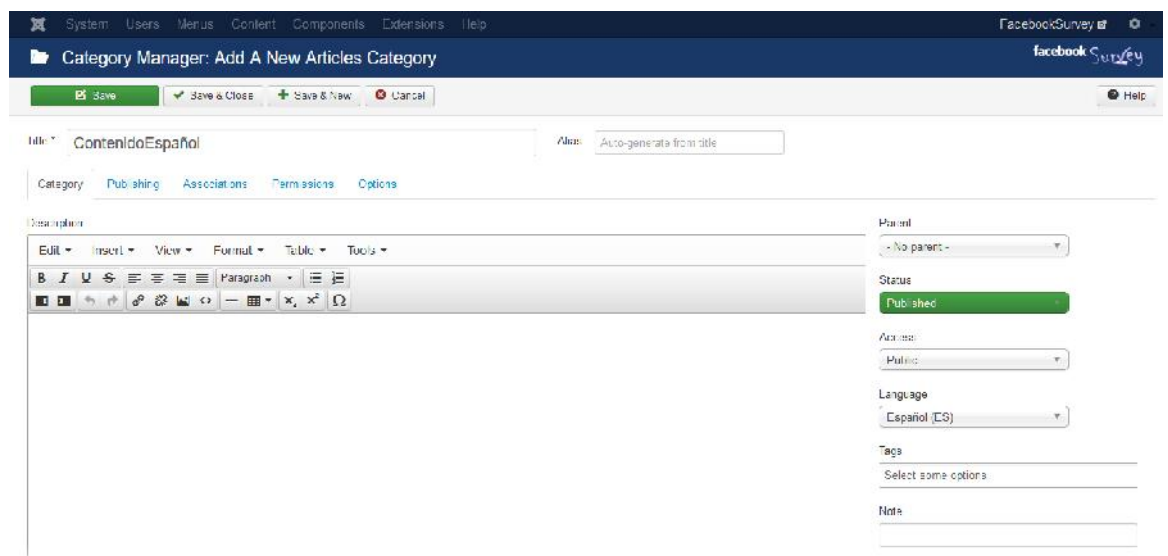 System Users Menus Content Components Extensions Help FacebookSurvey
Category Manager: Add A New Articles Category facebook Survey
Save Save & Close Save & New Cancel Help
Title * ContenidoEspañol Alias Auto-generate from title
Category Publishing Associations Permissions Options
Description
Edit Insert View Format Table Tools
B I U S Paragraph
x, x² Ω
Parent
- No parent -
Status
Published
Access
Public
Language
Español (ES)
Tags
Select some options
Note